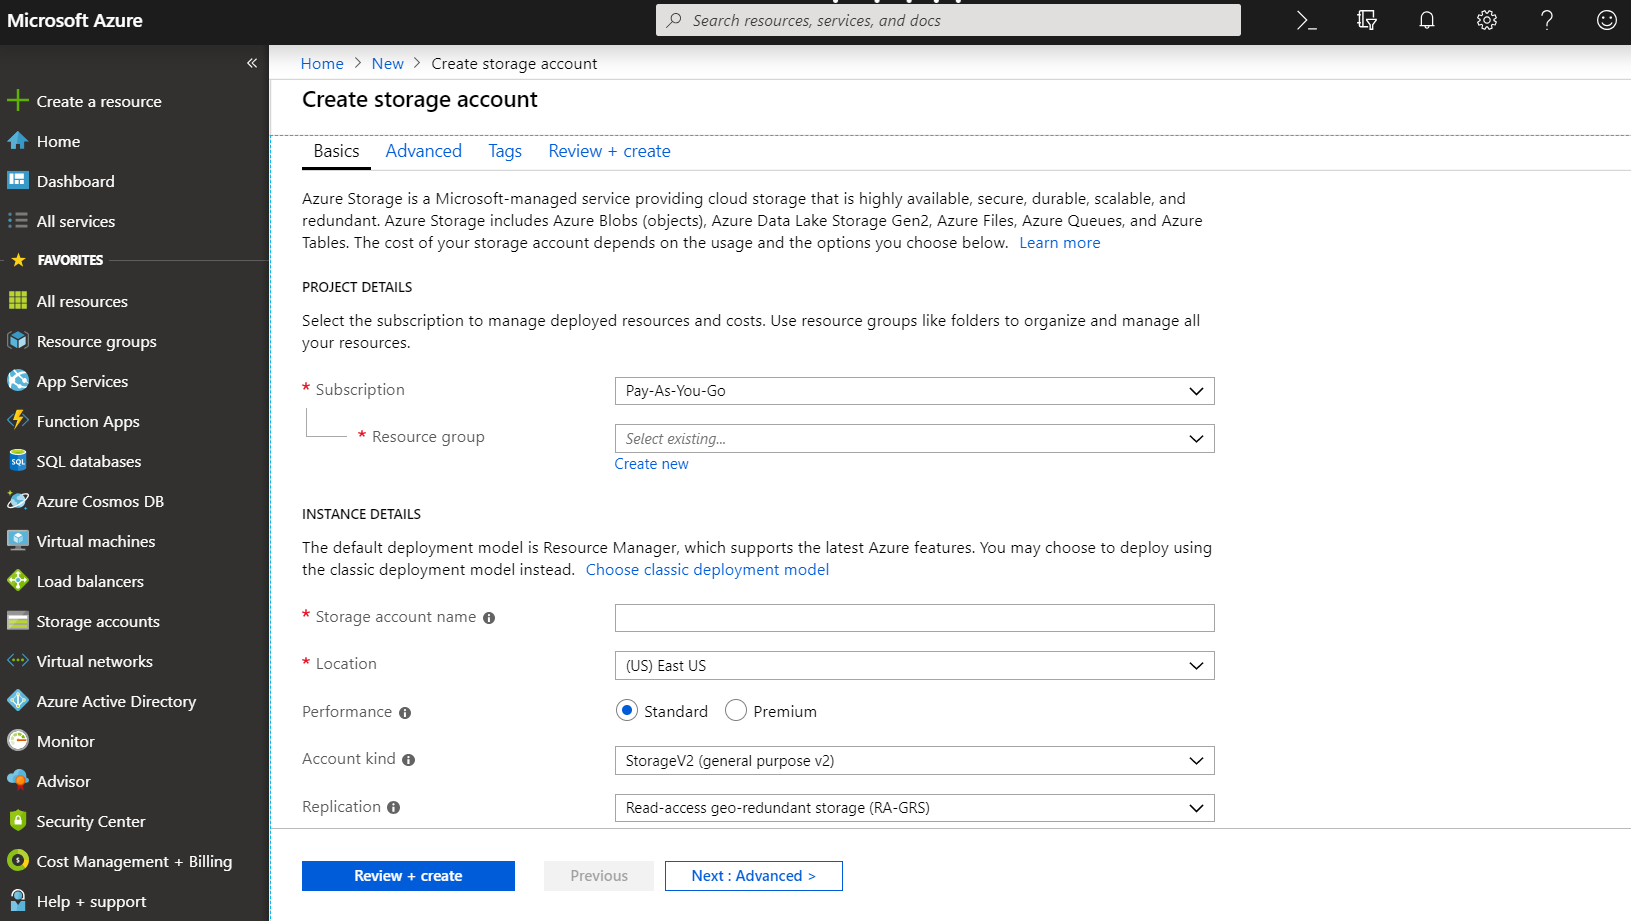 Microsoft Azure
Search resources, services, and docs
Create a resource
Home
Dashboard
All services
FAVORITES
All resources
Resource groups
App Services
Function Apps
SQL
SQL databases
Azure Cosmos DB
Virtual machines
Load balancers
Storage accounts
Virtual networks
Azure Active Directory
Monitor
Advisor
Security Center
Cost Management + Billing
Help + support
Home > New > Create storage account
Create storage account
Basics Advanced Tags Review + create
Azure Storage is a Microsoft-managed service providing cloud storage that is highly available, secure, durable, scalable, and
redundant. Azure Storage includes Azure Blobs (objects), Azure Data Lake Storage Gen2, Azure Files, Azure Queues, and Azure
Tables. The cost of your storage account depends on the usage and the options you choose below. Learn more
PROJECT DETAILS
Select the subscription to manage deployed resources and costs. Use resource groups like folders to organize and manage all
your resources.
* Subscription Pay-As-You-Go
* Resource group Select existing...
Create new
INSTANCE DETAILS
The default deployment model is Resource Manager, which supports the latest Azure features. You may choose to deploy using
the classic deployment model instead. Choose classic deployment model
* Storage account name
* Location (US) East US
Performance Standard Premium
Account kind StorageV2 (general purpose v2)
Replication Read-access geo-redundant storage (RA-GRS)
Review + create Previous Next : Advanced >